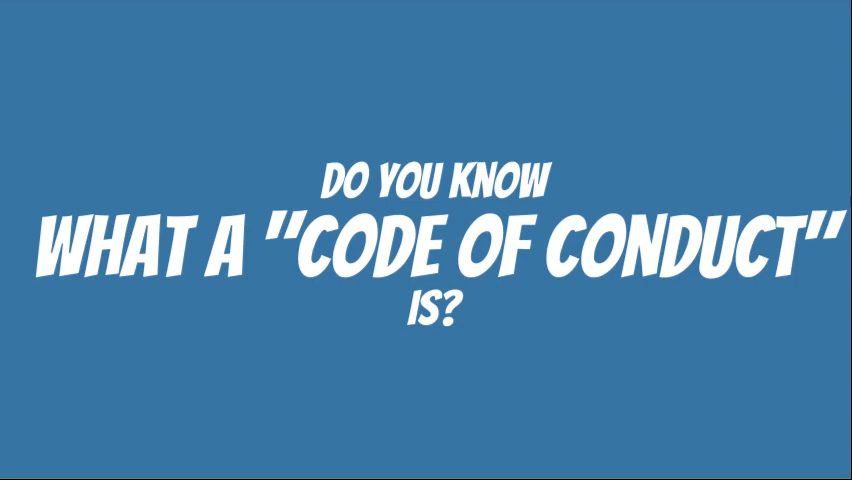 DO YOU KNOW
WHAT A "CODE OF CONDUCT"
IS?